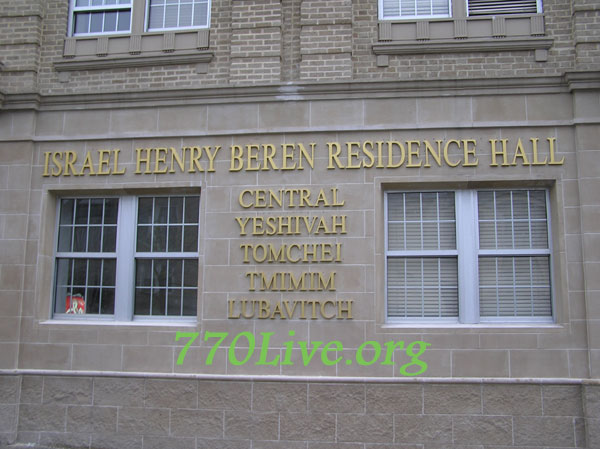 ISRAEL HENRY BEREN RESIDENCE HALL
CENTRAL
YESHIVAH
TOMCHEI
TMIMIM
LUBAVITCH
770Live.org